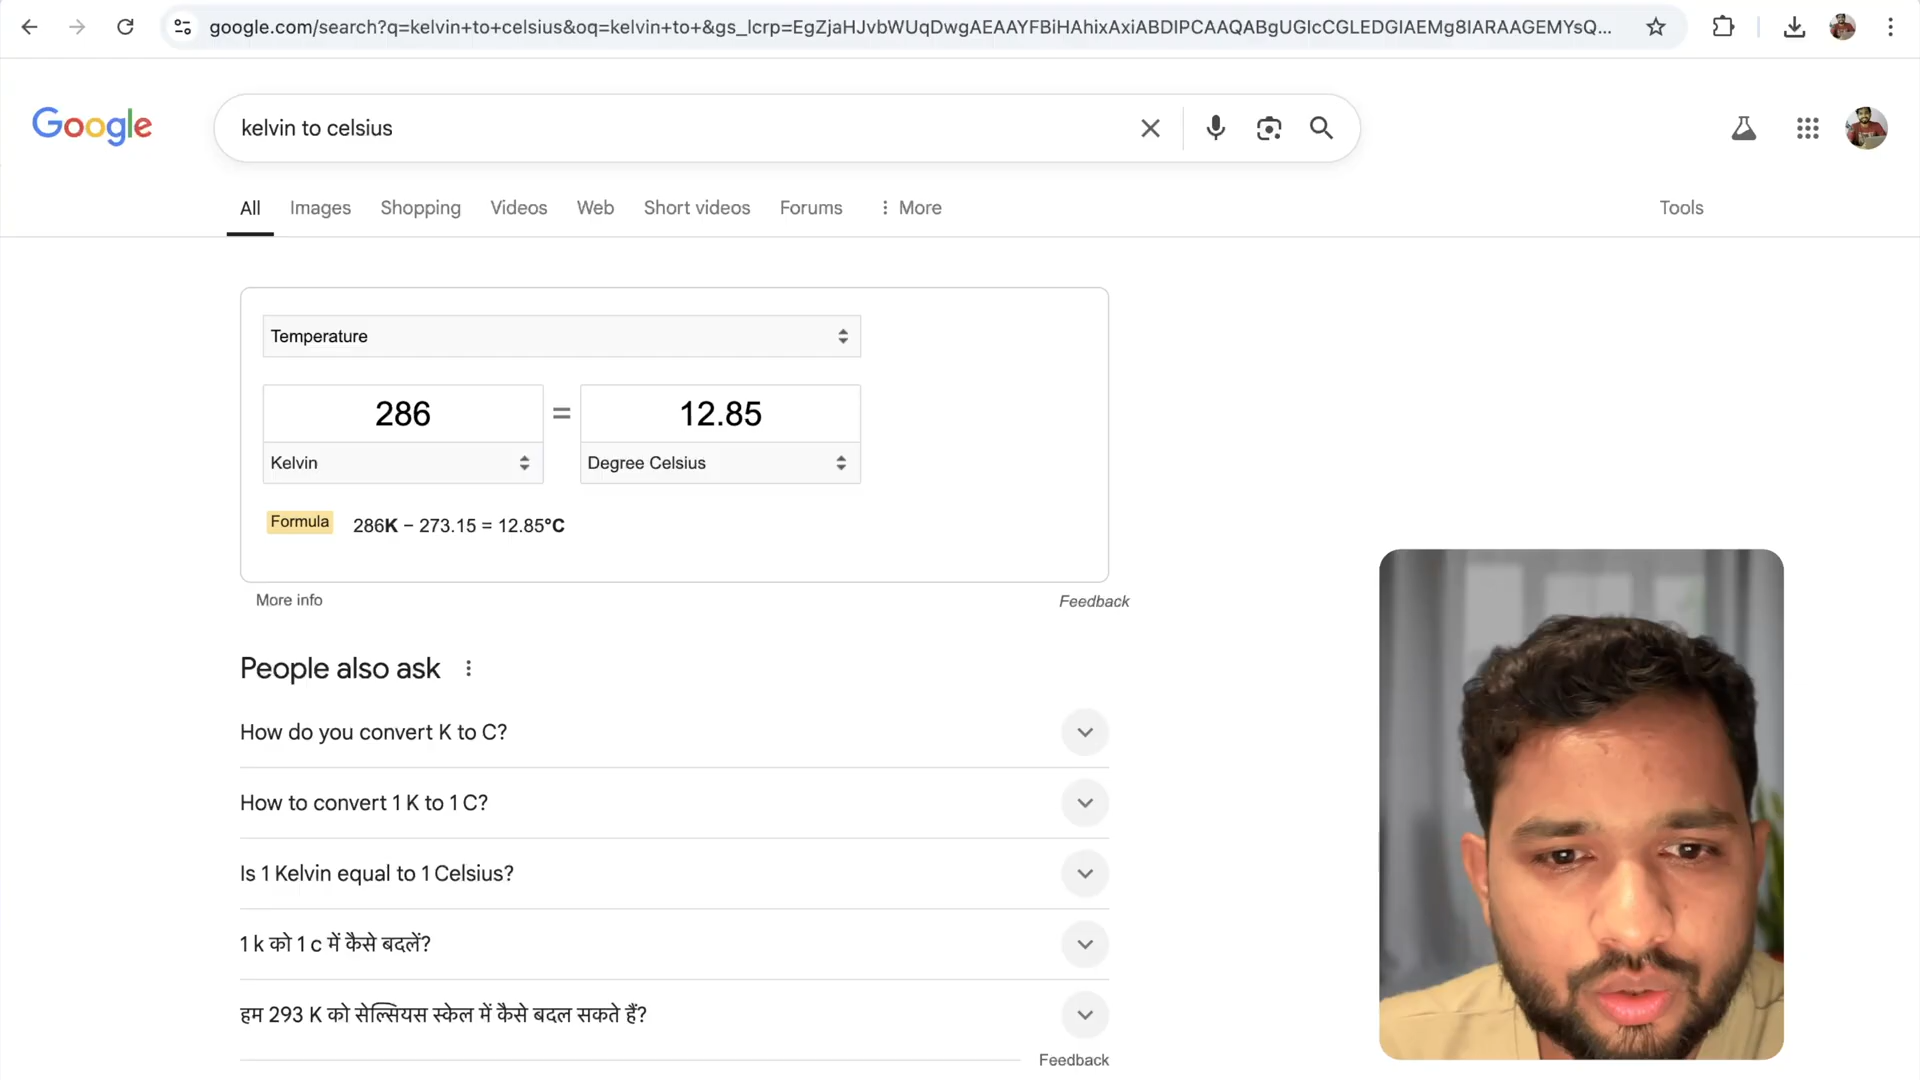 google.com/search?q=kelvin+to+celsius&oq=kelvin+to+&gs_lcrp=EgZjaHJvbWUqDwgAEAAYFBiHAhixAxiABDIPCAAQABgUGIcCGLEDGIAEMg8IARAAGEMYsQ...
Google
kelvin to celsius
All Images Shopping Videos Web Short videos Forums More Tools
Temperature
286 = 12.85
Kelvin Degree Celsius
Formula 286K − 273.15 = 12.85°C
More info Feedback
People also ask
How do you convert K to C?
How to convert 1 K to 1 C?
Is 1 Kelvin equal to 1 Celsius?
1 k को 1 c में कैसे बदलें?
हम 293 K को सेल्सियस स्केल में कैसे बदल सकते हैं?
Feedback